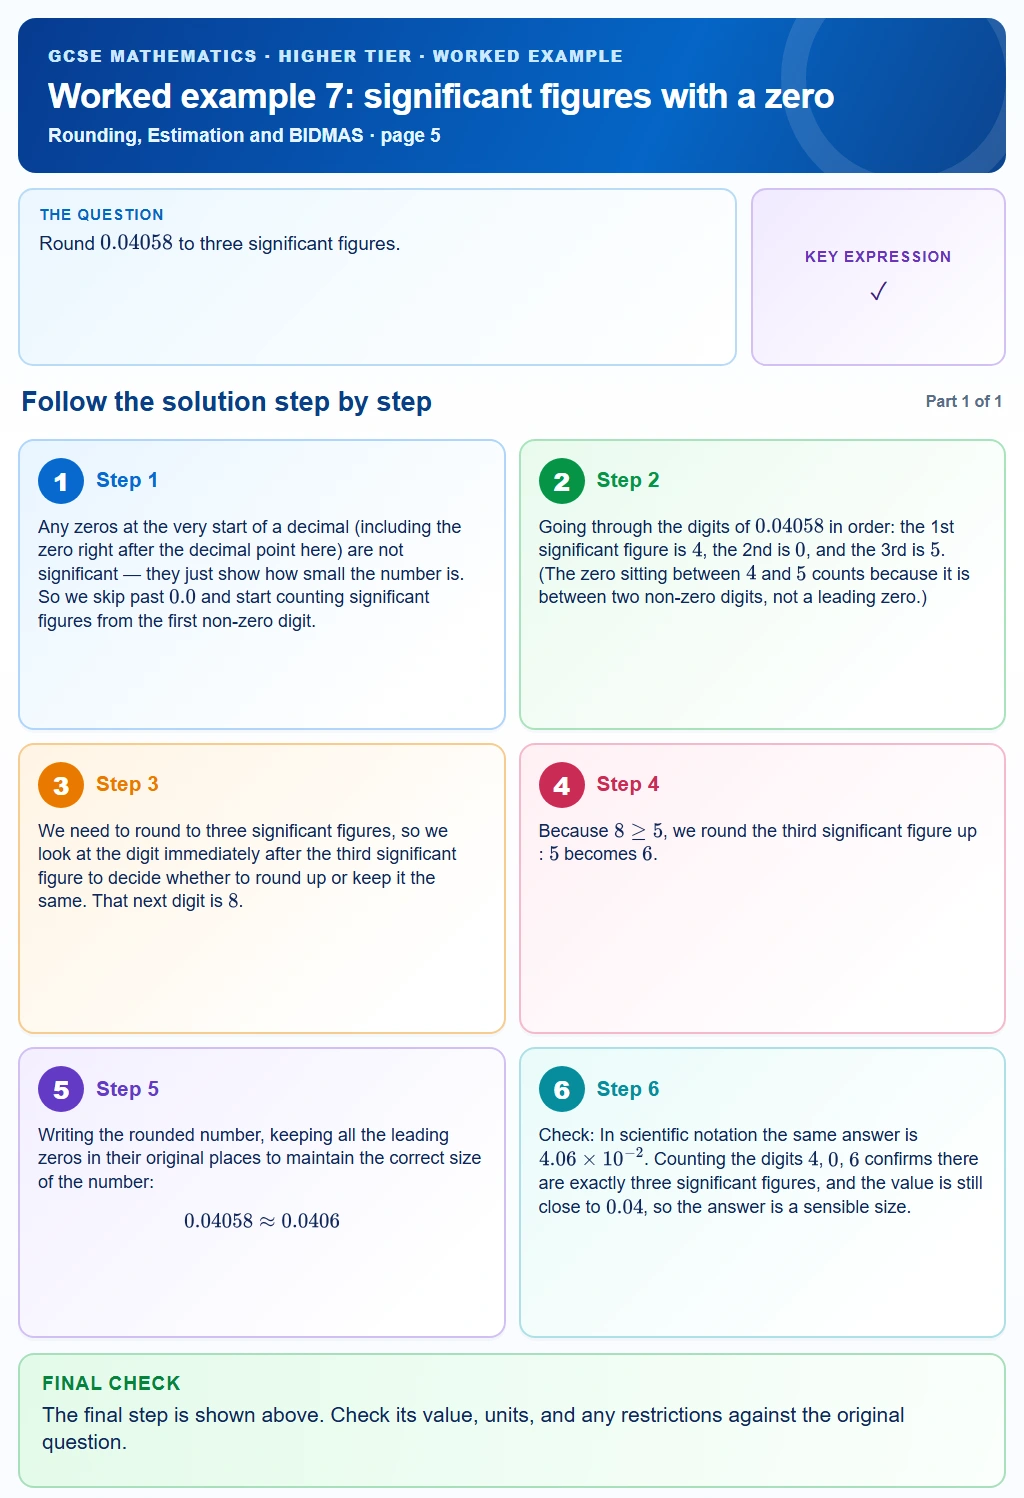 GCSE MATHEMATICS · HIGHER TIER · WORKED EXAMPLE
Worked example 7: significant figures with a zero
Rounding, Estimation and BIDMAS · page 5
THE QUESTION
Round 0.04058 to three significant figures.
KEY EXPRESSION
✓
Follow the solution step by step
Part 1 of 1
1 Step 1
Any zeros at the very start of a decimal (including the
zero right after the decimal point here) are not
significant — they just show how small the number is.
So we skip past 0.0 and start counting significant
figures from the first non-zero digit.
2 Step 2
Going through the digits of 0.04058 in order: the 1st
significant figure is 4, the 2nd is 0, and the 3rd is 5.
(The zero sitting between 4 and 5 counts because it is
between two non-zero digits, not a leading zero.)
3 Step 3
We need to round to three significant figures, so we
look at the digit immediately after the third significant
figure to decide whether to round up or keep it the
same. That next digit is 8.
4 Step 4
Because 8 ≥ 5, we round the third significant figure up
: 5 becomes 6.
5 Step 5
Writing the rounded number, keeping all the leading
zeros in their original places to maintain the correct size
of the number:
0.04058 ≈ 0.0406
6 Step 6
Check: In scientific notation the same answer is
4.06 × 10⁻². Counting the digits 4, 0, 6 confirms there
are exactly three significant figures, and the value is still
close to 0.04, so the answer is a sensible size.
FINAL CHECK
The final step is shown above. Check its value, units, and any restrictions against the original
question.